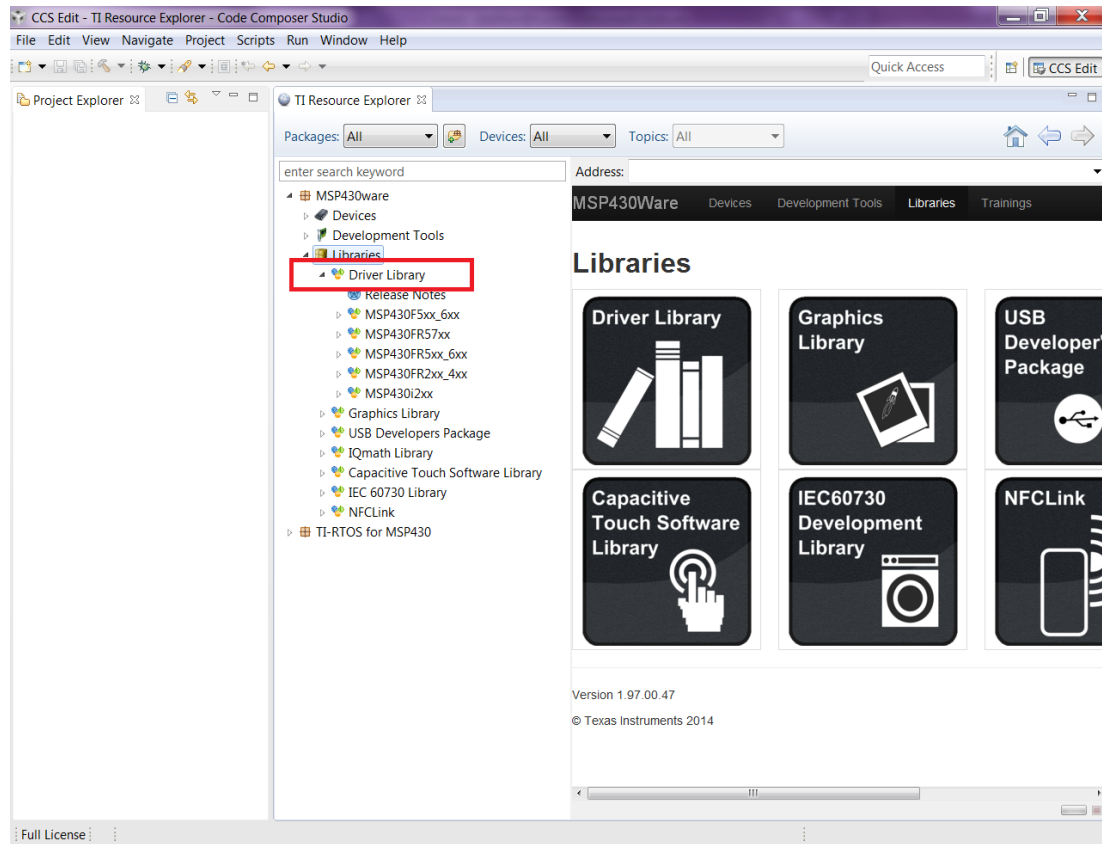 CCS Edit - TI Resource Explorer - Code Composer Studio
File Edit View Navigate Project Scripts Run Window Help
Quick Access
CCS Edit
Project Explorer
TI Resource Explorer
Packages: All
Devices: All
Topics: All
enter search keyword
Address:
MSP430ware
Devices
Development Tools
Libraries
Driver Library
Release Notes
MSP430F5xx_6xx
MSP430FR57xx
MSP430FR5xx_6xx
MSP430FR2xx_4xx
MSP430i2xx
Graphics Library
USB Developers Package
IQmath Library
Capacitive Touch Software Library
IEC 60730 Library
NFCLink
TI-RTOS for MSP430
MSP430Ware Devices Development Tools Libraries Trainings
Libraries
Driver Library
Graphics
Library
USB
Developer'
Package
Capacitive
Touch Software
Library
IEC60730
Development
Library
NFCLink
Version 1.97.00.47
© Texas Instruments 2014
Full License